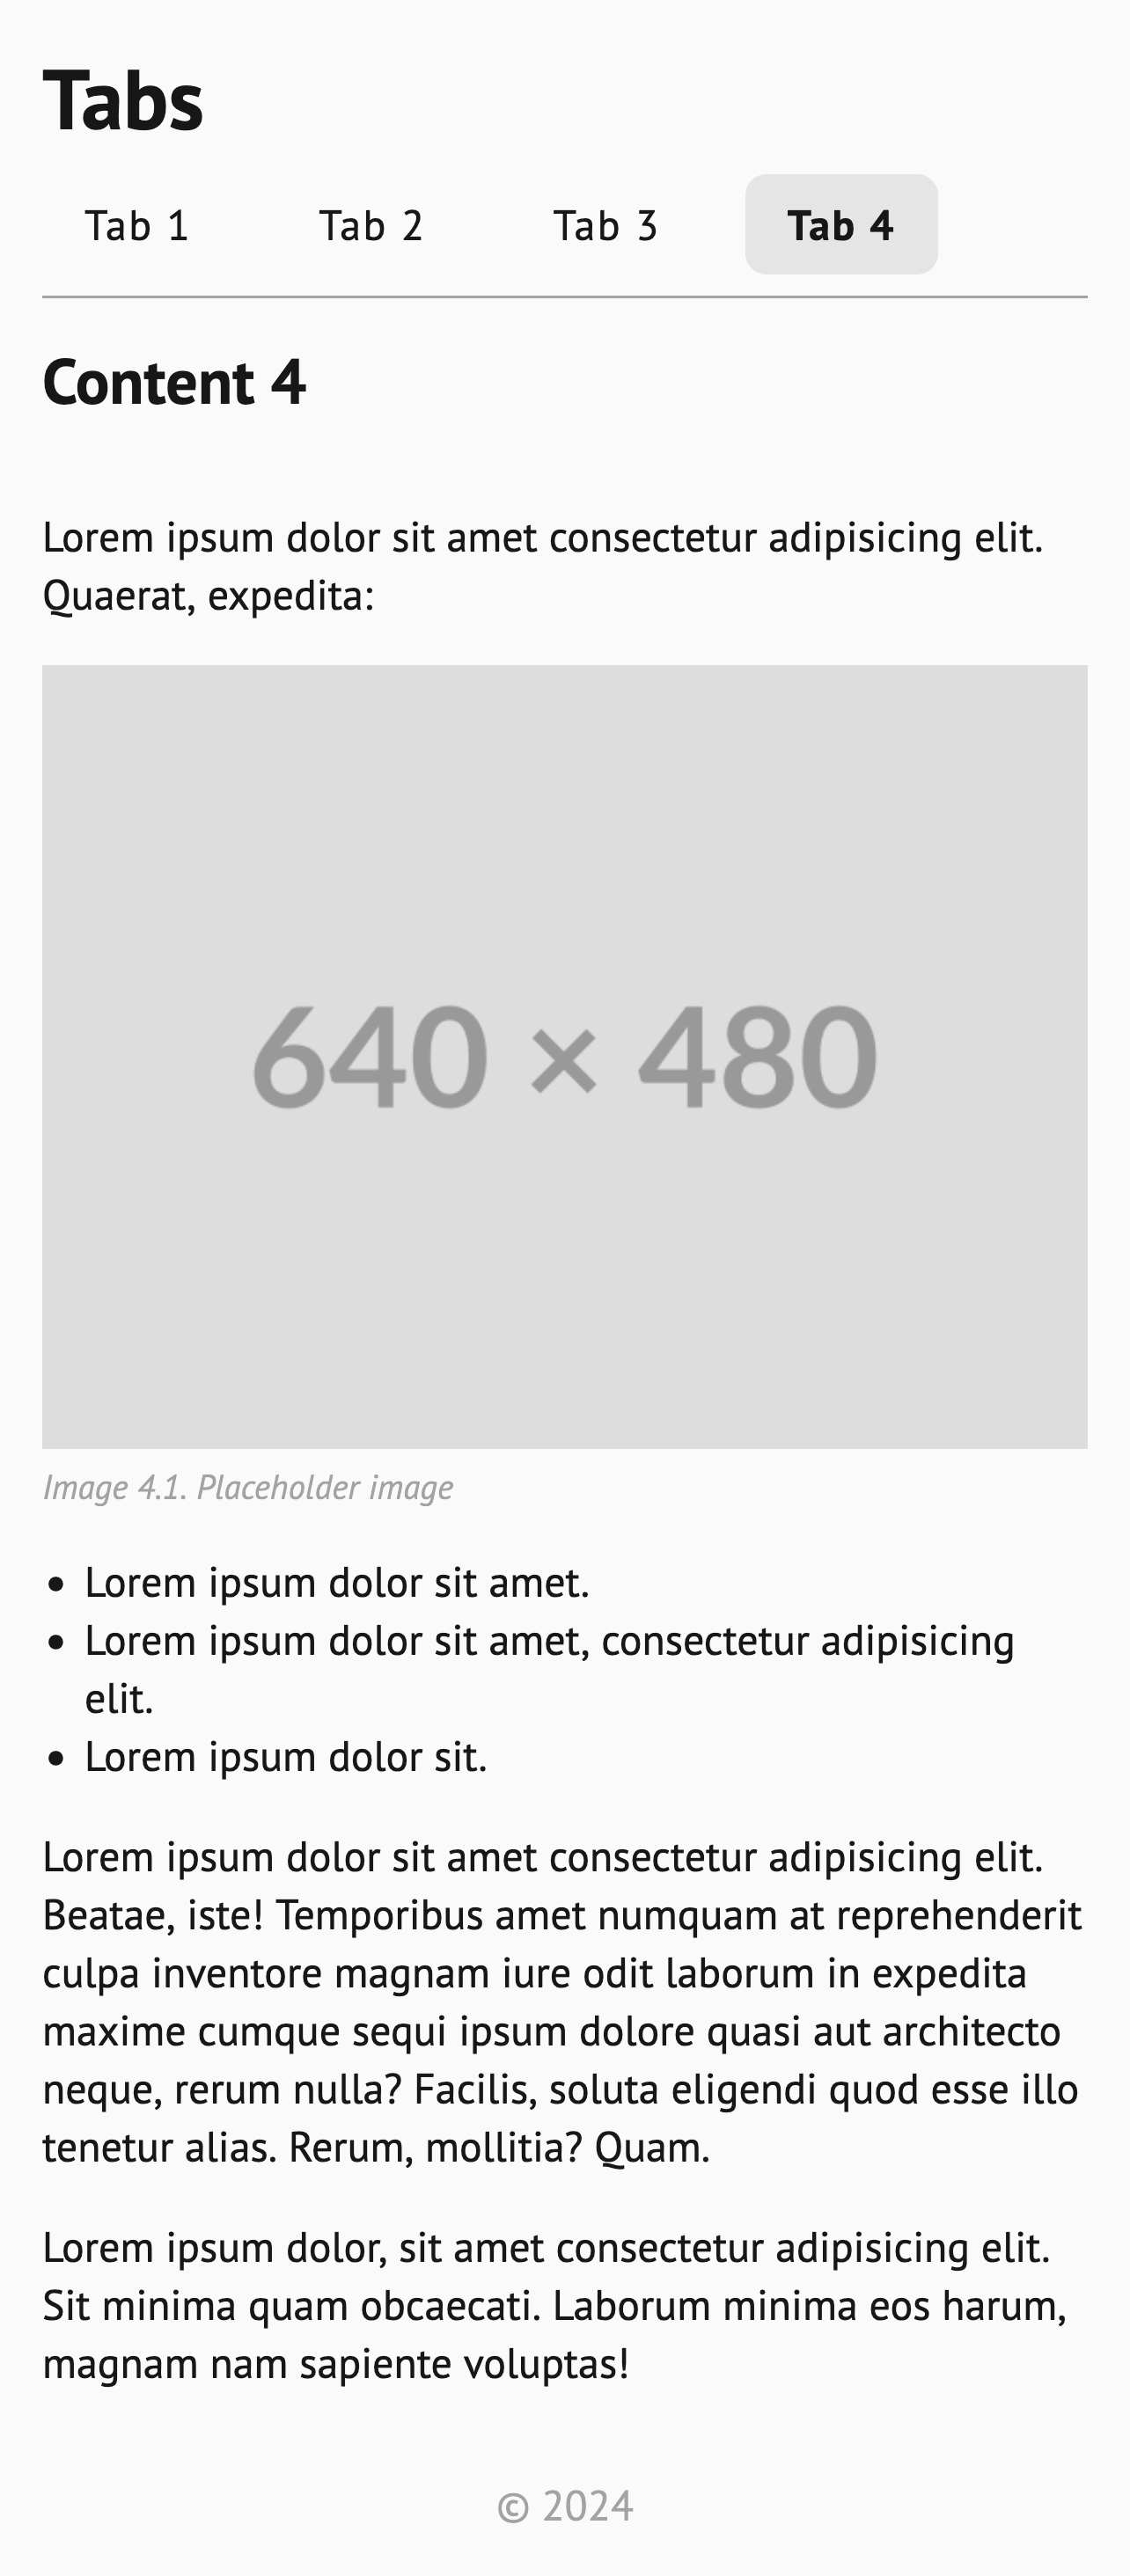 Tabs
Tab 1 Tab 2 Tab 3 Tab 4
Content 4
Lorem ipsum dolor sit amet consectetur adipisicing elit.
Quaerat, expedita:
640 × 480
Image 4.1. Placeholder image
• Lorem ipsum dolor sit amet.
• Lorem ipsum dolor sit amet, consectetur adipisicing
elit.
• Lorem ipsum dolor sit.
Lorem ipsum dolor sit amet consectetur adipisicing elit.
Beatae, iste! Temporibus amet numquam at reprehenderit
culpa inventore magnam iure odit laborum in expedita
maxime cumque sequi ipsum dolore quasi aut architecto
neque, rerum nulla? Facilis, soluta eligendi quod esse illo
tenetur alias. Rerum, mollitia? Quam.
Lorem ipsum dolor, sit amet consectetur adipisicing elit.
Sit minima quam obcaecati. Laborum minima eos harum,
magnam nam sapiente voluptas!
© 2024